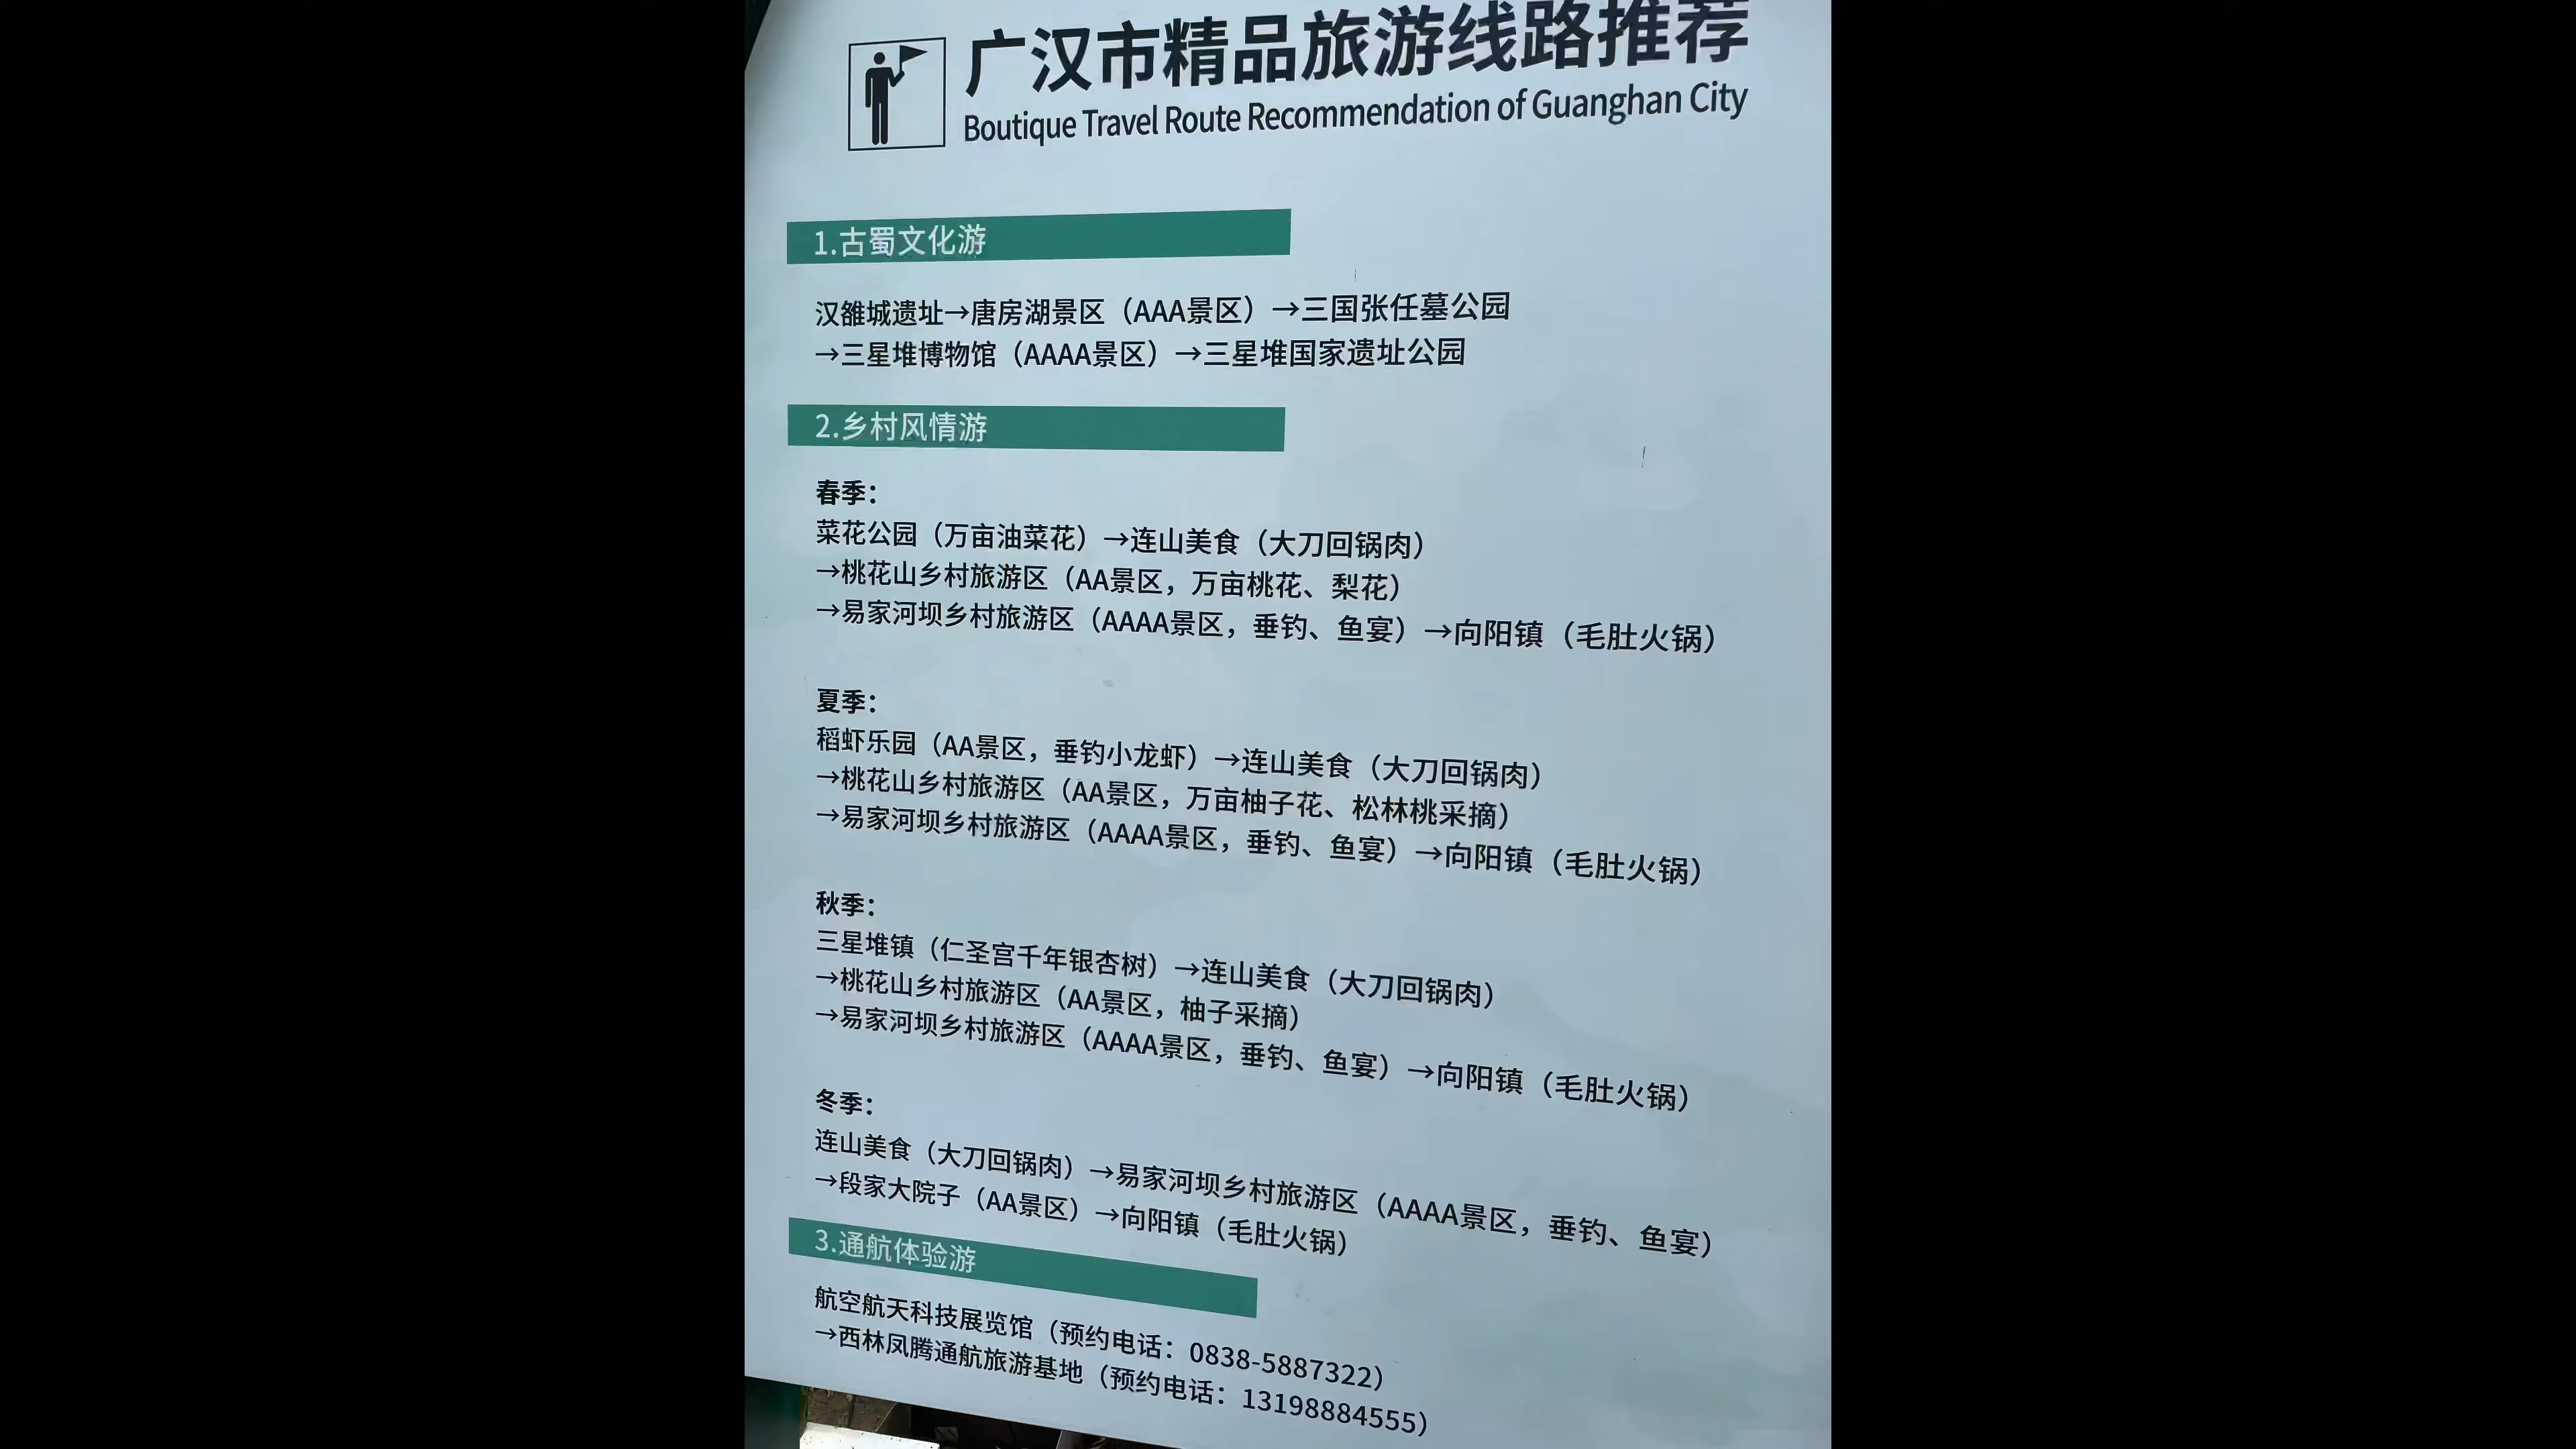 广汉市精品旅游线路推荐
Boutique Travel Route Recommendation of Guanghan City
1.古蜀文化游
汉雒城遗址→唐房湖景区（AAA景区）→三国张任墓公园
→三星堆博物馆（AAAA景区）→三星堆国家遗址公园
2.乡村风情游
春季：
菜花公园（万亩油菜花）→连山美食（大刀回锅肉）
→桃花山乡村旅游区（AA景区，万亩桃花、梨花）
→易家河坝乡村旅游区（AAAA景区，垂钓、鱼宴）→向阳镇（毛肚火锅）
夏季：
稻虾乐园（AA景区，垂钓小龙虾）→连山美食（大刀回锅肉）
→桃花山乡村旅游区（AA景区，万亩柚子花、松林桃采摘）
→易家河坝乡村旅游区（AAAA景区，垂钓、鱼宴）→向阳镇（毛肚火锅）
秋季：
三星堆镇（仁圣宫千年银杏树）→连山美食（大刀回锅肉）
→桃花山乡村旅游区（AA景区，柚子采摘）
→易家河坝乡村旅游区（AAAA景区，垂钓、鱼宴）→向阳镇（毛肚火锅）
冬季：
连山美食（大刀回锅肉）→易家河坝乡村旅游区（AAAA景区，垂钓、鱼宴）
→段家大院子（AA景区）→向阳镇（毛肚火锅）
3.通航体验游
航空航天科技展览馆（预约电话：0838-5887322）
→西林凤腾通航旅游基地（预约电话：13198884555）